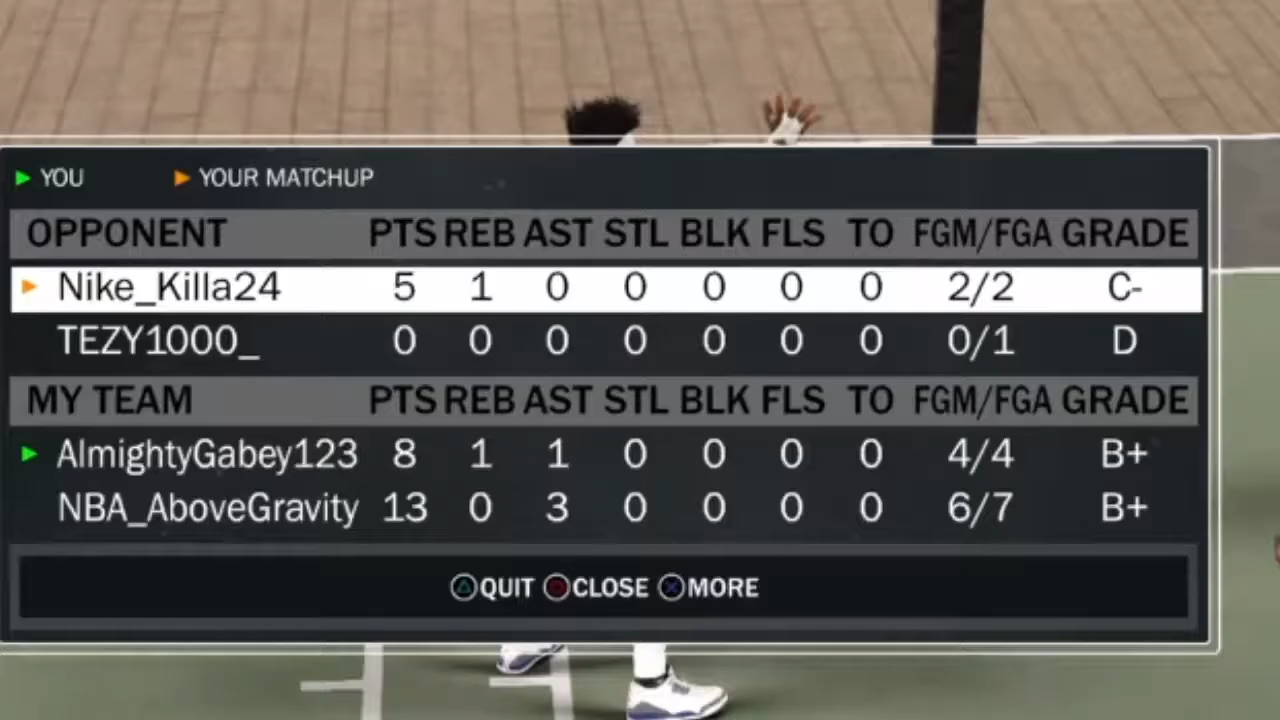 YOU YOUR MATCHUP
OPPONENT PTS REB AST STL BLK FLS TO FGM/FGA GRADE
Nike_Killa24 5 1 0 0 0 0 0 2/2 C-
TEZY1000_ 0 0 0 0 0 0 0 0/1 D
MY TEAM PTS REB AST STL BLK FLS TO FGM/FGA GRADE
AlmightyGabey123 8 1 1 0 0 0 0 4/4 B+
NBA_AboveGravity 13 0 3 0 0 0 0 6/7 B+
QUIT CLOSE MORE